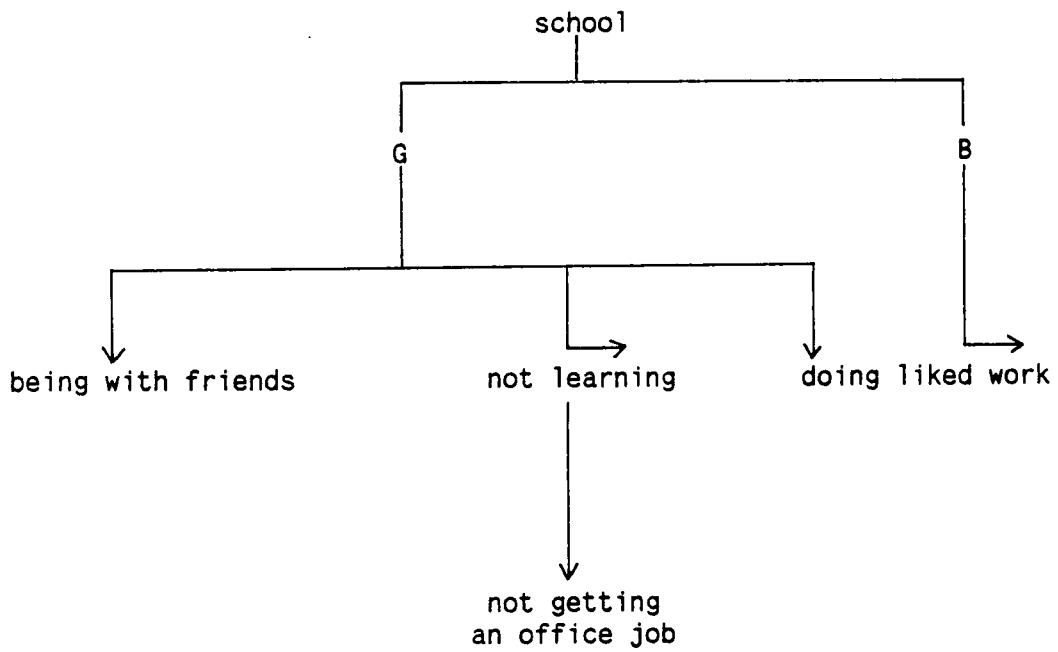 school
G
B
being with friends
not learning
doing liked work
not getting
an office job